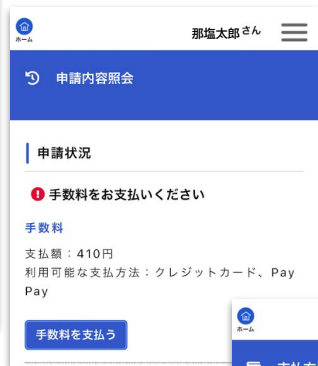 ホーム
那塩太郎さん
申請内容照会
申請状況
手数料をお支払いください
手数料
支払額：410円
利用可能な支払方法：クレジットカード、Pay
Pay
手数料を支払う
ホーム